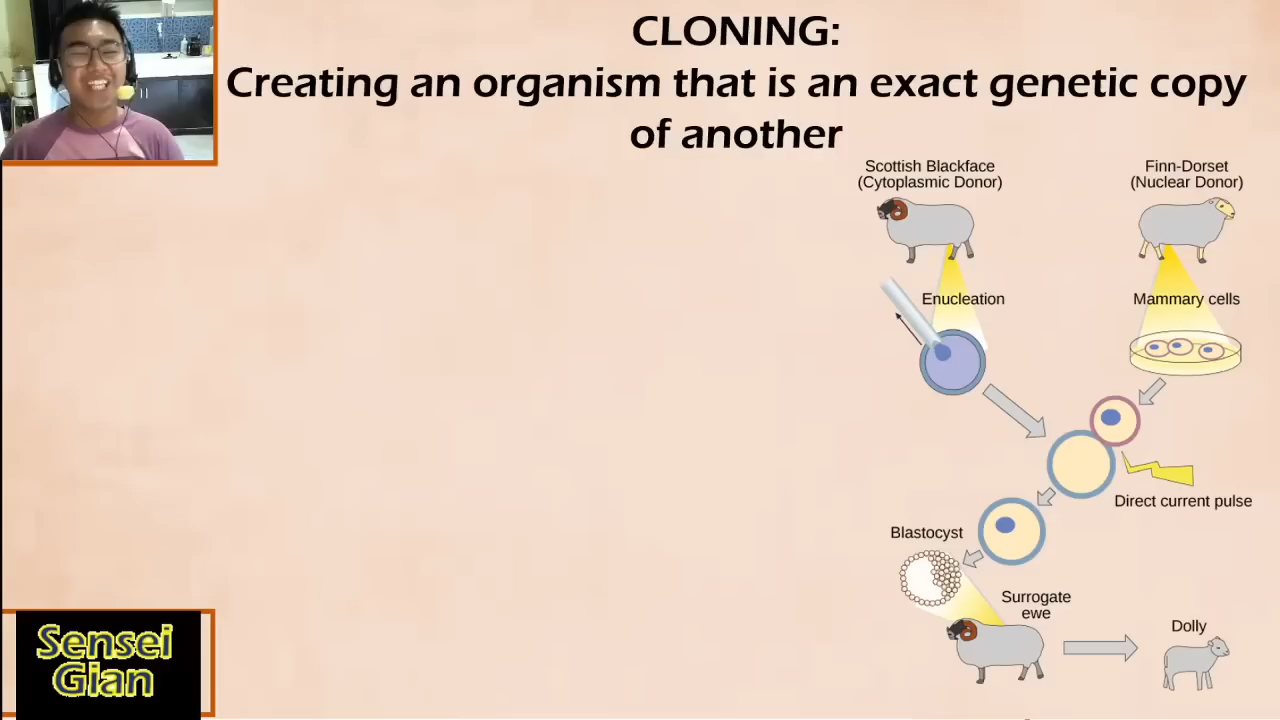 CLONING:
Creating an organism that is an exact genetic copy
of another
Scottish Blackface
(Cytoplasmic Donor)
Finn-Dorset
(Nuclear Donor)
Enucleation
Mammary cells
Direct current pulse
Blastocyst
Surrogate
ewe
Dolly
Sensei
Gian